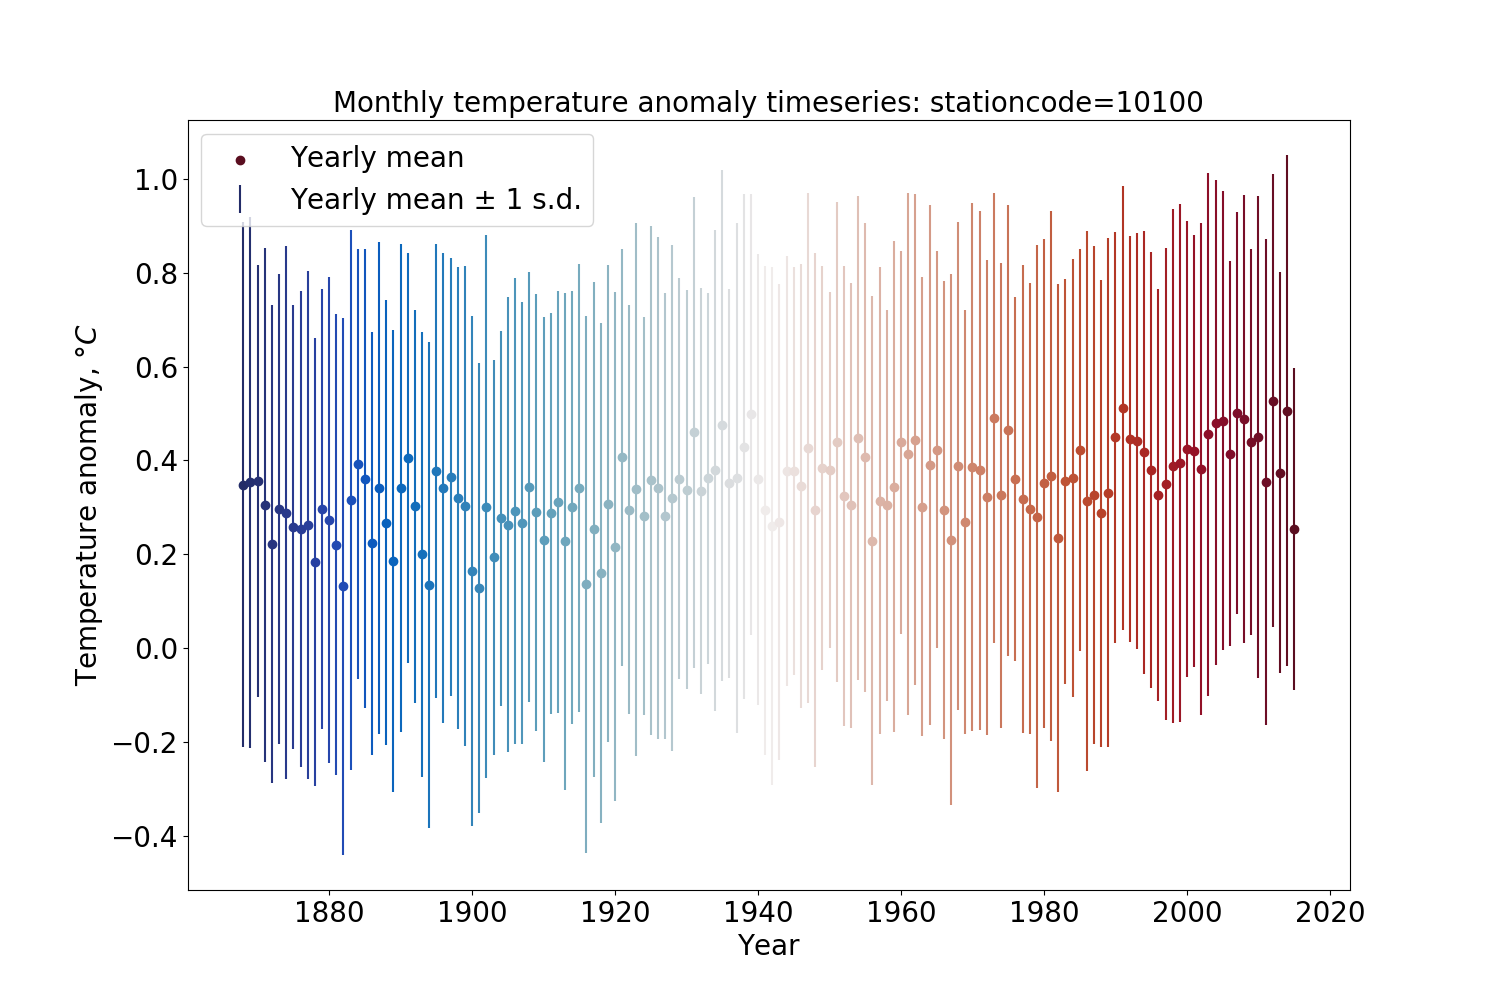 Monthly temperature anomaly timeseries: stationcode=10100
Yearly mean
Yearly mean ± 1 s.d.
Temperature anomaly, °C
1.0
0.8
0.6
0.4
0.2
0.0
−0.2
−0.4
1880 1900 1920 1940 1960 1980 2000 2020
Year